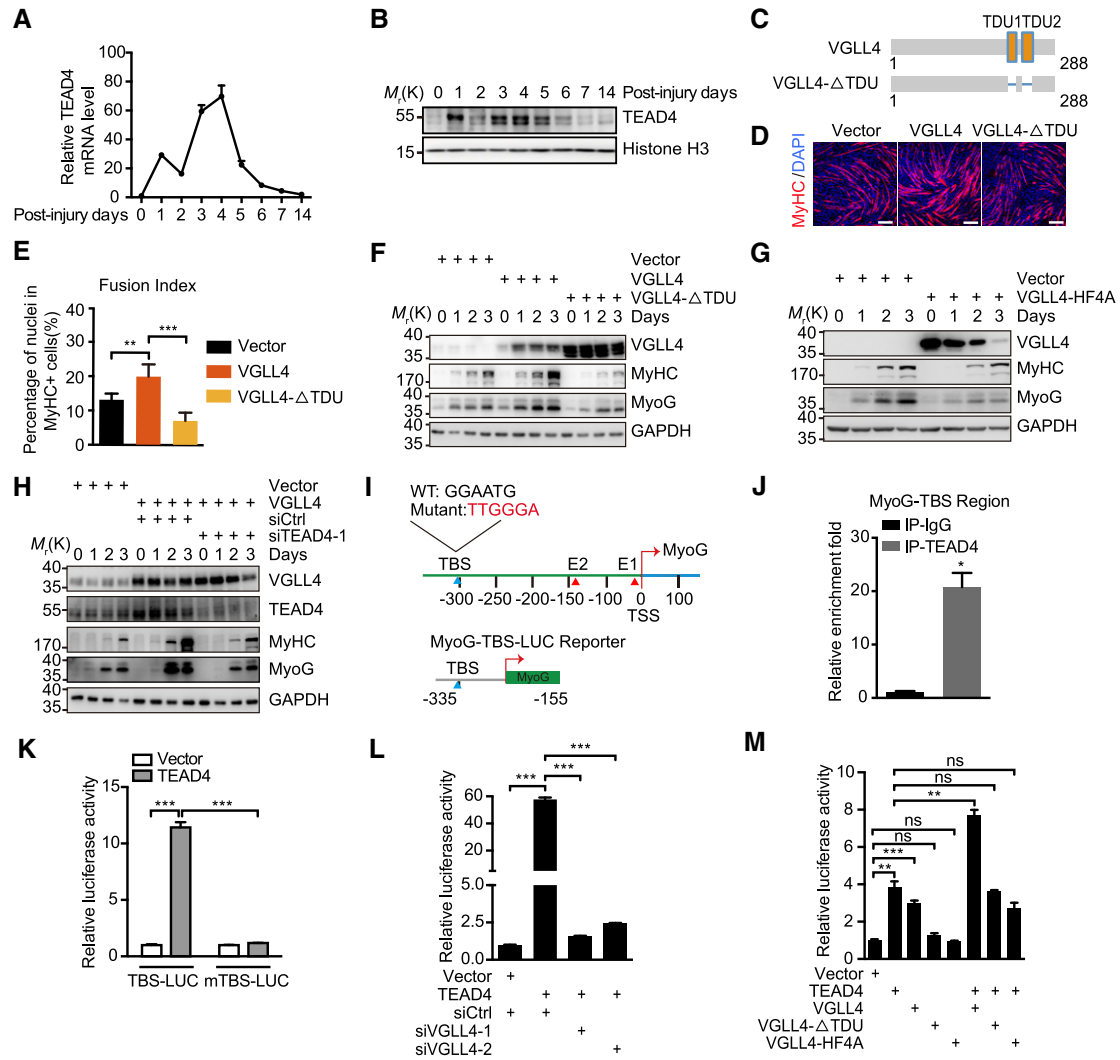 A
Relative TEAD4
mRNA level
100
80
60
40
20
0
Post-injury days
0 1 2 3 4 5 6 7 14
B
Mr(K) 0 1 2 3 4 5 6 7 14 Post-injury days
55 TEAD4
15 Histone H3
C
TDU1TDU2
VGLL4
1 288
VGLL4-△TDU
1 288
D
Vector VGLL4 VGLL4-△TDU
MyHC/DAPI
E
Fusion Index
Percentage of nuclei in
MyHC+ cells(%)
40
30
20
10
0
** ***
Vector
VGLL4
VGLL4-△TDU
F
+ + + + Vector
+ + + + VGLL4
+ + + + VGLL4-△TDU
Mr(K) 0 1 2 3 0 1 2 3 0 1 2 3 Days
40
35
VGLL4
170
MyHC
40
35
MyoG
40
35
GAPDH
G
+ + + + Vector
+ + + + VGLL4-HF4A
Mr(K) 0 1 2 3 0 1 2 3 Days
40
35
VGLL4
170
MyHC
40
35
MyoG
40
35
GAPDH
H
+ + + + Vector
+ + + + + + + + VGLL4
+ + + + siCtrl
+ + + + siTEAD4-1
Mr(K) 0 1 2 3 0 1 2 3 0 1 2 3 Days
40
35
VGLL4
55
TEAD4
170
MyHC
40
35
MyoG
40
35
GAPDH
I
WT: GGAATG
Mutant:TTGGGA
TBS E2 E1 MyoG
-300 -250 -200 -150 -100 0 100
TSS
MyoG-TBS-LUC Reporter
TBS
MyoG
-335 -155
J
MyoG-TBS Region
IP-IgG
IP-TEAD4
Relative enrichment fold
30
20
10
0
*
K
Vector
TEAD4
Relative luciferase activity
15
12
9
6
3
0
*** ***
TBS-LUC mTBS-LUC
L
Relative luciferase activity
60
40
20
5.0
2.5
0.0
***
*** ***
Vector +
TEAD4 + + +
siCtrl + +
siVGLL4-1 +
siVGLL4-2 +
M
Relative luciferase activity
10
8
6
4
2
0
ns
ns
**
ns
ns
***
**
Vector +
TEAD4 + + + +
VGLL4 + +
VGLL4-△TDU + +
VGLL4-HF4A + +